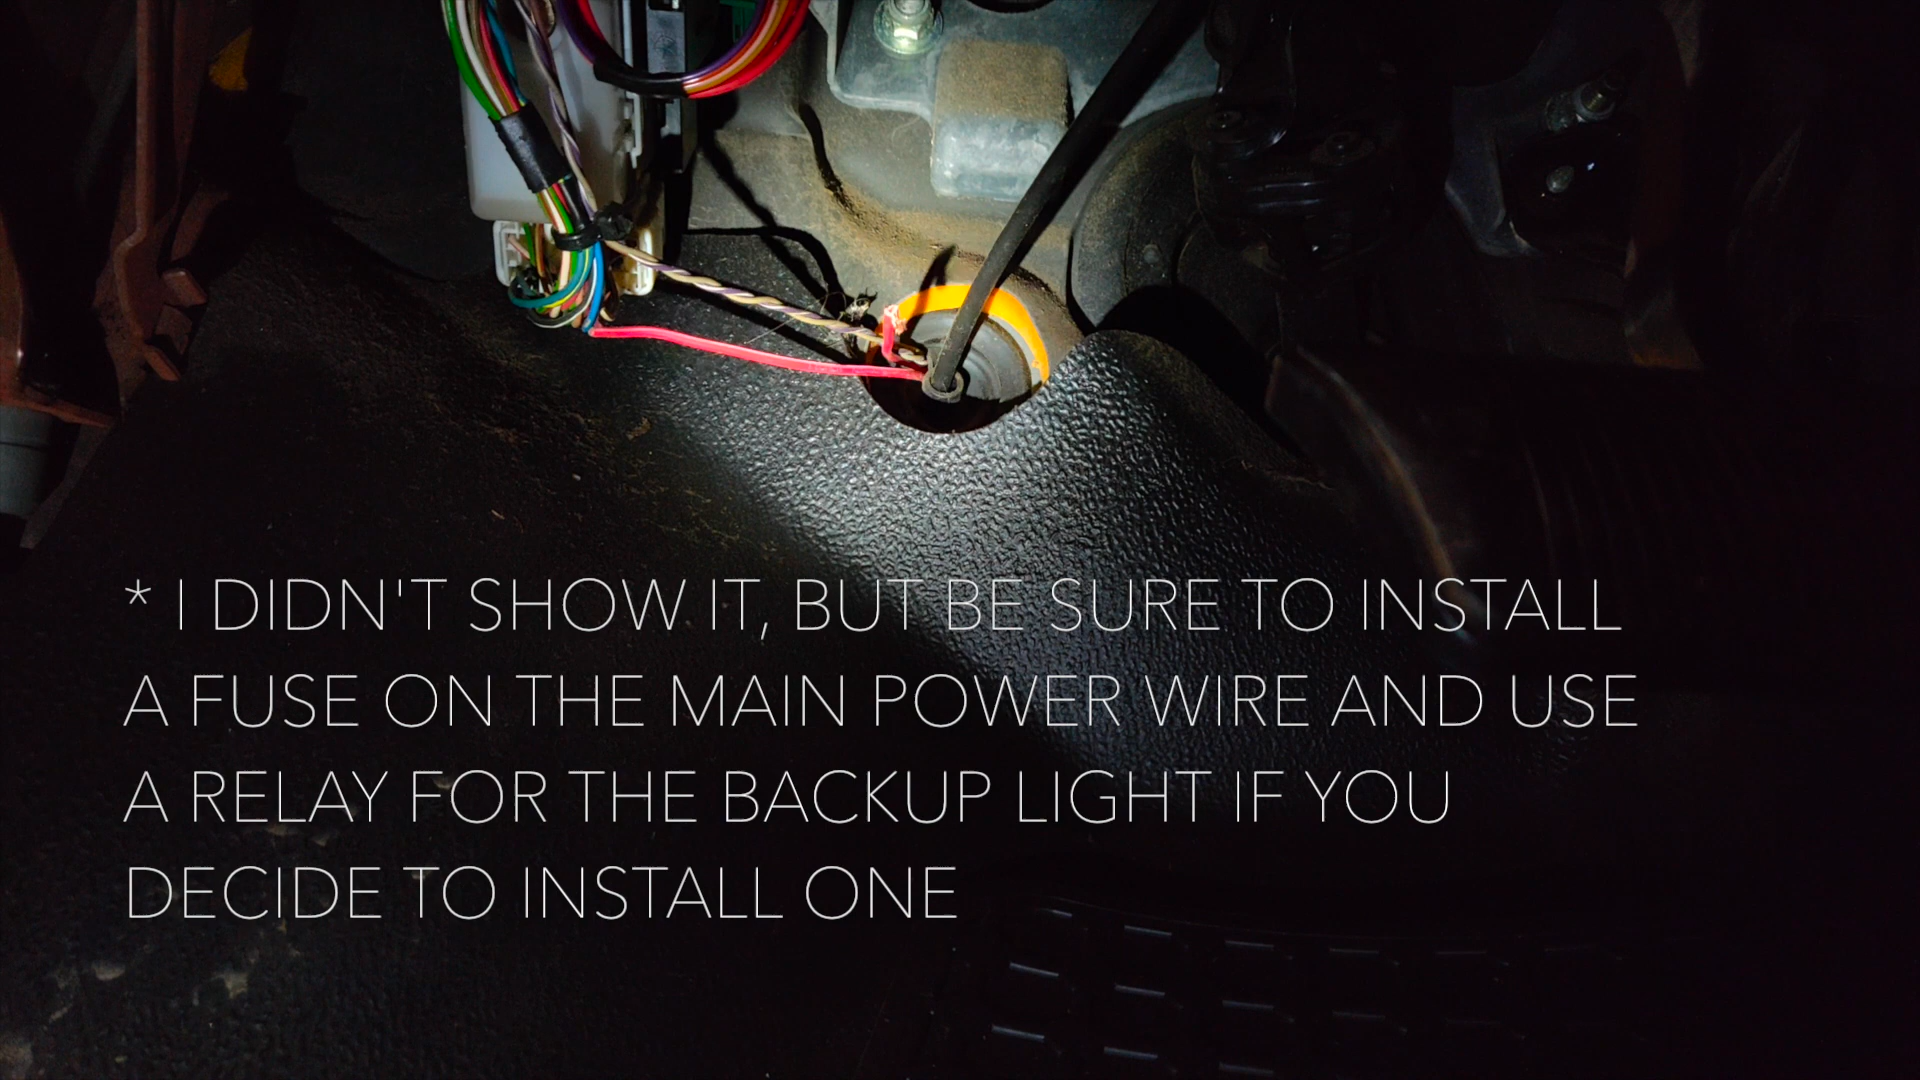 * I DIDN'T SHOW IT, BUT BE SURE TO INSTALL
A FUSE ON THE MAIN POWER WIRE AND USE
A RELAY FOR THE BACKUP LIGHT IF YOU
DECIDE TO INSTALL ONE